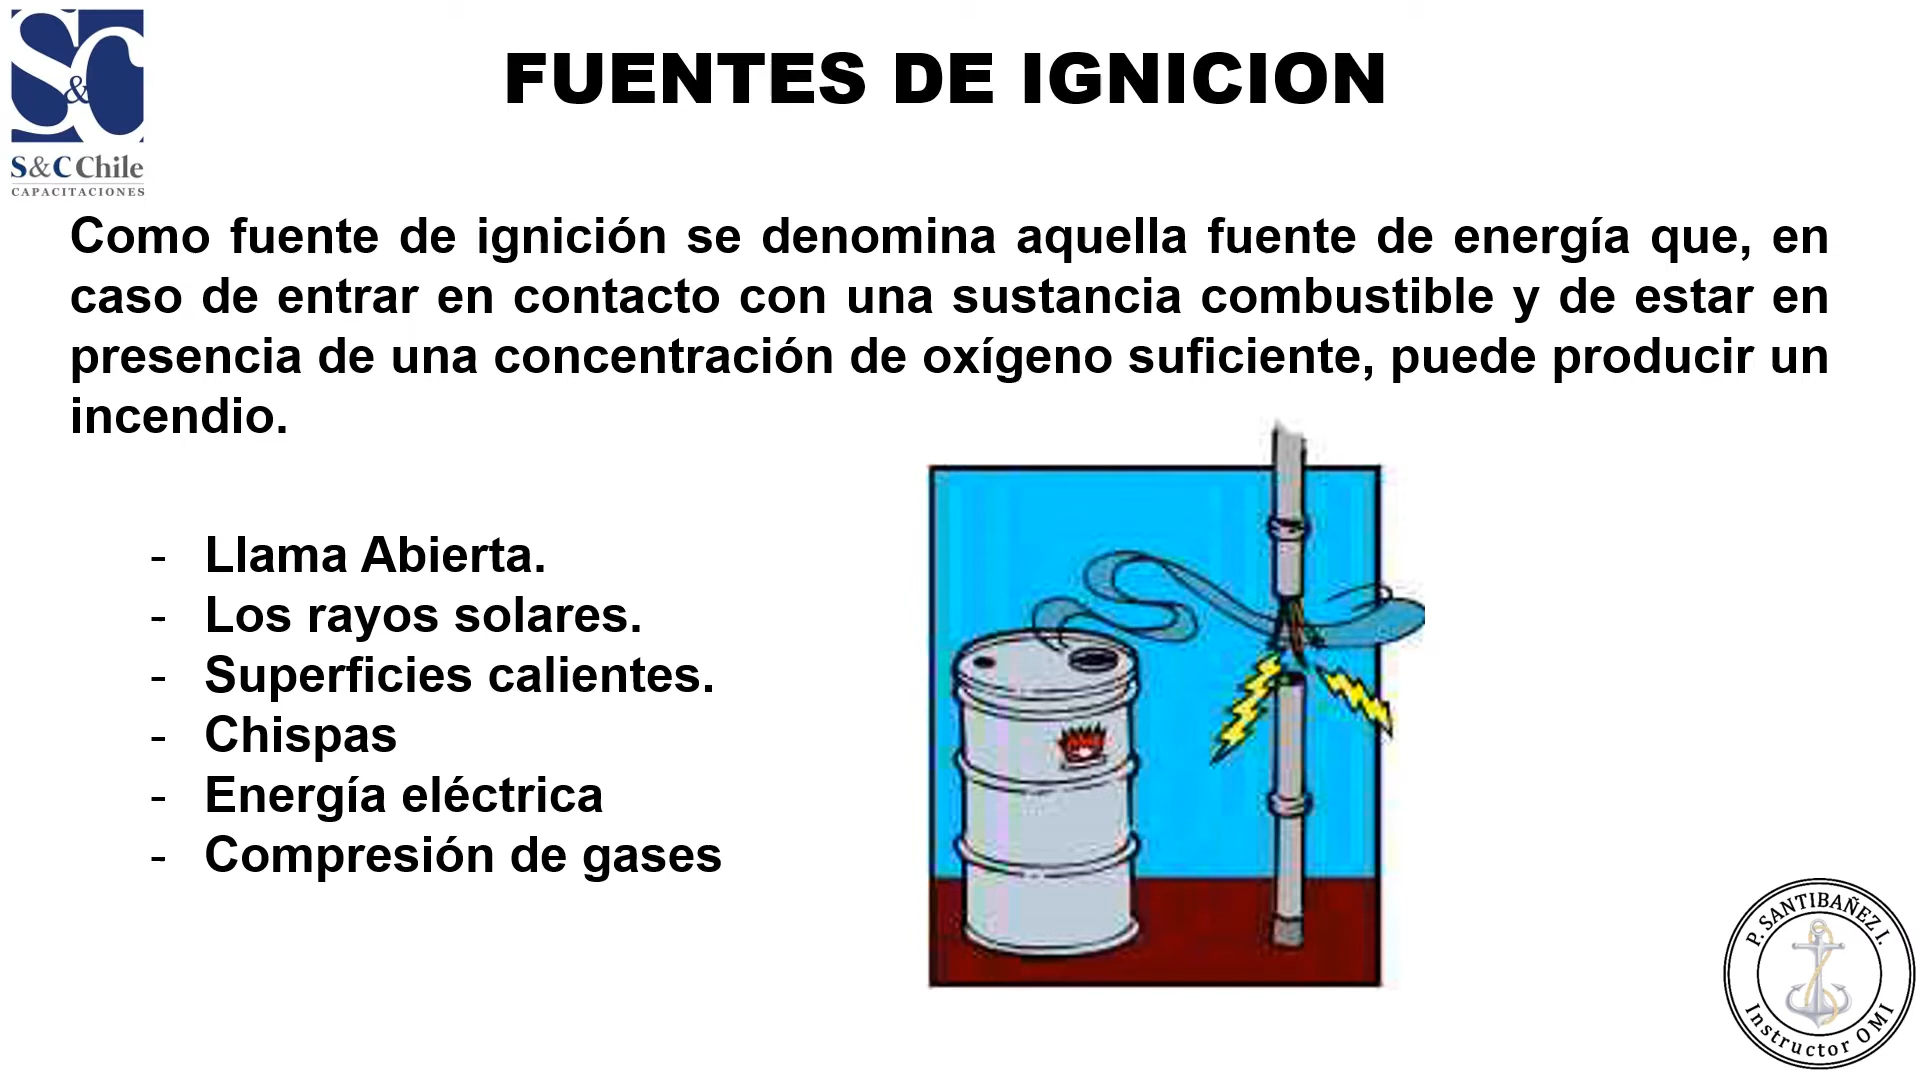 S&C
S&C Chile
CAPACITACIONES
FUENTES DE IGNICION
Como fuente de ignición se denomina aquella fuente de energía que, en
caso de entrar en contacto con una sustancia combustible y de estar en
presencia de una concentración de oxígeno suficiente, puede producir un
incendio.
- Llama Abierta.
- Los rayos solares.
- Superficies calientes.
- Chispas
- Energía eléctrica
- Compresión de gases
P. SANTIBAÑEZ I.
Instructor OMI